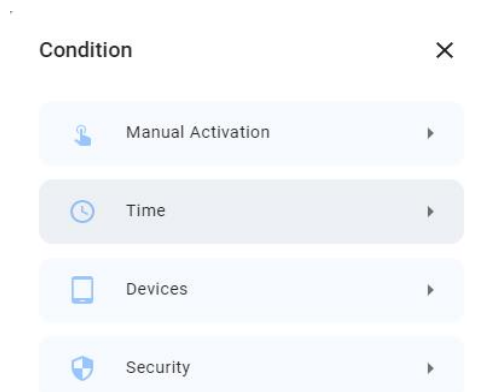 Condition
Manual Activation
Time
Devices
Security